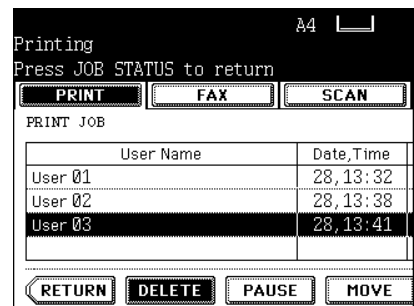 A4
Printing
Press JOB STATUS to return
PRINT FAX SCAN
PRINT JOB
User Name Date,Time
User 01 28,13:32
User 02 28,13:38
User 03 28,13:41
RETURN DELETE PAUSE MOVE